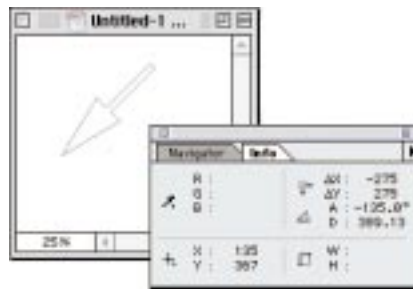 Untitled-1 ...
25%
Navigator Info
R :
G :
B :
ΔX : -275
ΔY : 275
A : -135.0°
D : 389.13
X : 135
Y : 367
W :
H :